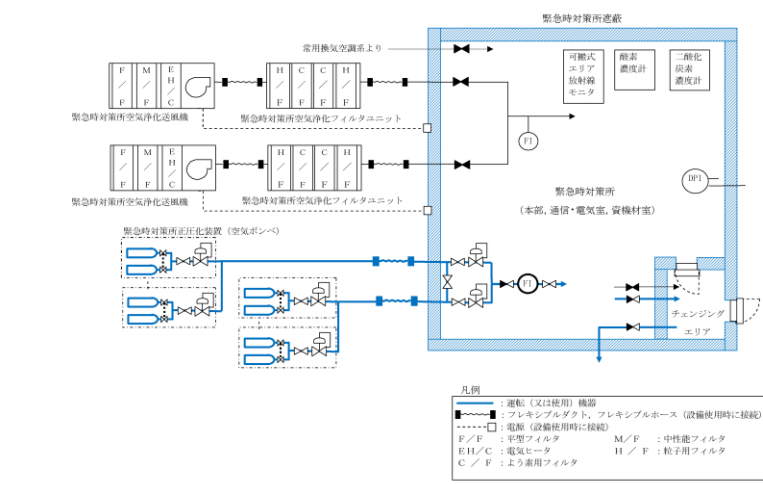 緊急時対策所遮蔽
常用換気空調系より
可搬式
エリア
放射線
モニタ
酸素
濃度計
二酸化
炭素
濃度計
F/F
M/F
EH/C
H/F
C/F
C/F
H/F
緊急時対策所空気浄化送風機
緊急時対策所空気浄化フィルタユニット
FI
F/F
M/F
EH/C
H/F
C/F
C/F
H/F
緊急時対策所空気浄化送風機
緊急時対策所空気浄化フィルタユニット
DPI
緊急時対策所
(本部, 通信・電気室, 資機材室)
緊急時対策所正圧化装置 (空気ボンベ)
FI
チェンジング
エリア
凡例
:運転 (又は使用) 機器
:フレキシブルダクト, フレキシブルホース (設備使用時に接続)
:電源 (設備使用時に接続)
F/F :平型フィルタ M/F :中性能フィルタ
EH/C :電気ヒータ H / F :粒子用フィルタ
C / F :よう素用フィルタ